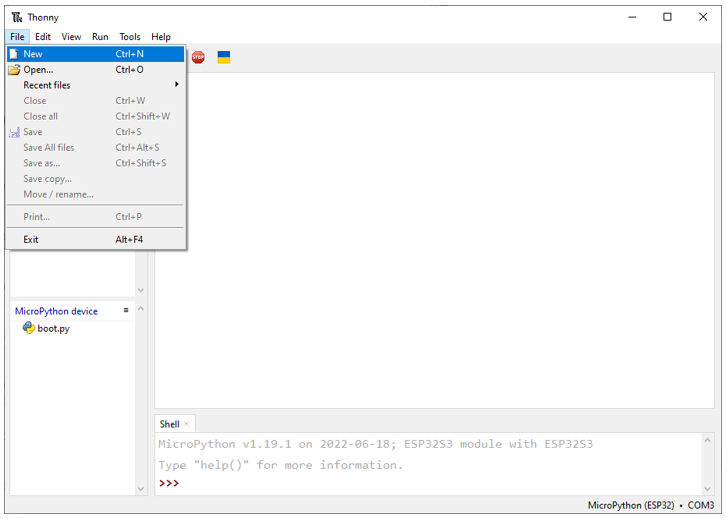 Thonny
File Edit View Run Tools Help
New Ctrl+N
Open... Ctrl+O
Recent files
Close Ctrl+W
Close all Ctrl+Shift+W
Save Ctrl+S
Save All files Ctrl+Alt+S
Save as... Ctrl+Shift+S
Save copy...
Move / rename...
Print... Ctrl+P
Exit Alt+F4
STOP
MicroPython device
boot.py
Shell
MicroPython v1.19.1 on 2022-06-18; ESP32S3 module with ESP32S3
Type "help()" for more information.
>>>
MicroPython (ESP32) • COM3